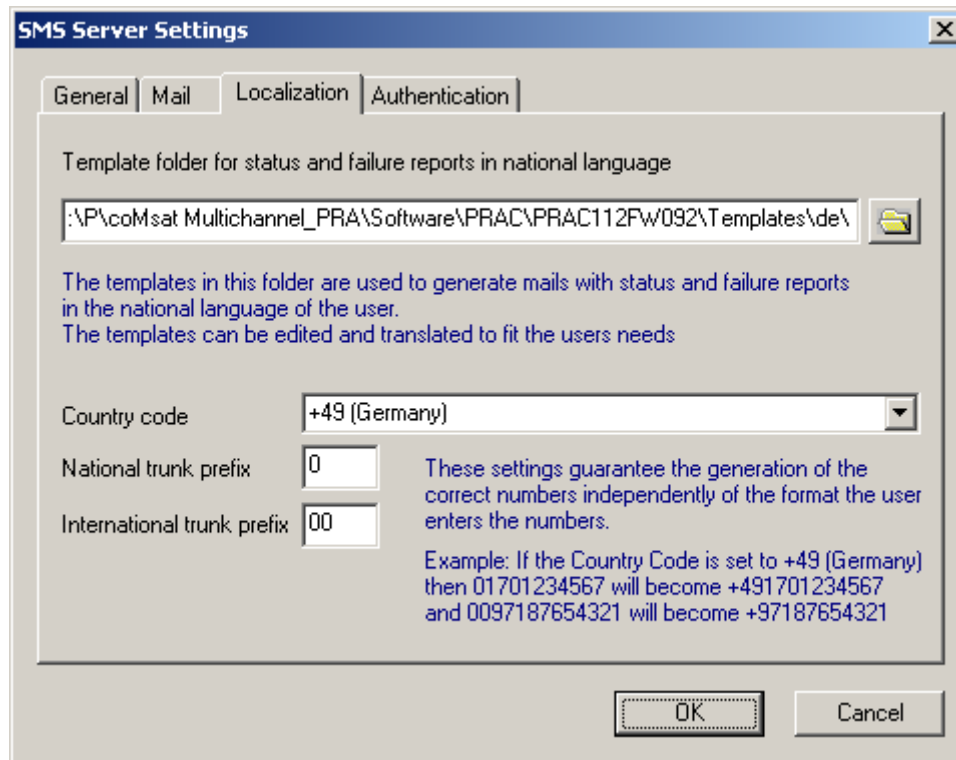 SMS Server Settings
General Mail Localization Authentication
Template folder for status and failure reports in national language
:\P\coMsat Multichannel_PRA\Software\PRAC\PRAC112FW092\Templates\de\
The templates in this folder are used to generate mails with status and failure reports
in the national language of the user.
The templates can be edited and translated to fit the users needs
Country code
+49 (Germany)
National trunk prefix
0
International trunk prefix
00
These settings guarantee the generation of the
correct numbers independently of the format the user
enters the numbers.
Example: If the Country Code is set to +49 (Germany)
then 01701234567 will become +491701234567
and 0097187654321 will become +97187654321
OK
Cancel